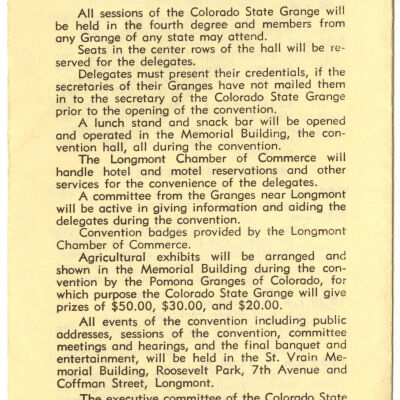 All sessions of the Colorado State Grange will
be held in the fourth degree and members from
any Grange of any state may attend.
Seats in the center rows of the hall will be re-
served for the delegates.
Delegates must present their credentials, if the
secretaries of their Granges have not mailed them
in to the secretary of the Colorado State Grange
prior to the opening of the convention.
A lunch stand and snack bar will be opened
and operated in the Memorial Building, the con-
vention hall, all during the convention.
The Longmont Chamber of Commerce will
handle hotel and motel reservations and other
services for the convenience of the delegates.
A committee from the Granges near Longmont
will be active in giving information and aiding the
delegates during the convention.
Convention badges provided by the Longmont
Chamber of Commerce.
Agricultural exhibits will be arranged and
shown in the Memorial Building during the con-
vention by the Pomona Granges of Colorado, for
which purpose the Colorado State Grange will give
prizes of $50.00, $30.00, and $20.00.
All events of the convention including public
addresses, sessions of the convention, committee
meetings and hearings, and the final banquet and
entertainment, will be held in the St. Vrain Me-
morial Building, Roosevelt Park, 7th Avenue and
Coffman Street, Longmont.
The executive committee of the Colorado State